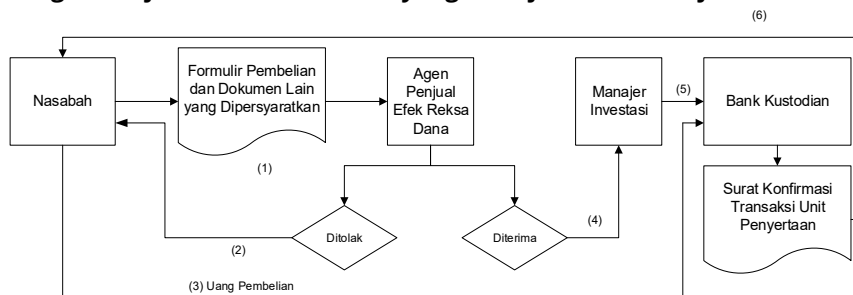 (6)
Nasabah
Formulir Pembelian
dan Dokumen Lain
yang Dipersyaratkan
Agen
Penjual
Efek Reksa
Dana
Manajer
Investasi
(5)
Bank Kustodian
(1)
Surat Konfirmasi
Transaksi Unit
Penyertaan
(2)
Ditolak
Diterima
(4)
(3) Uang Pembelian